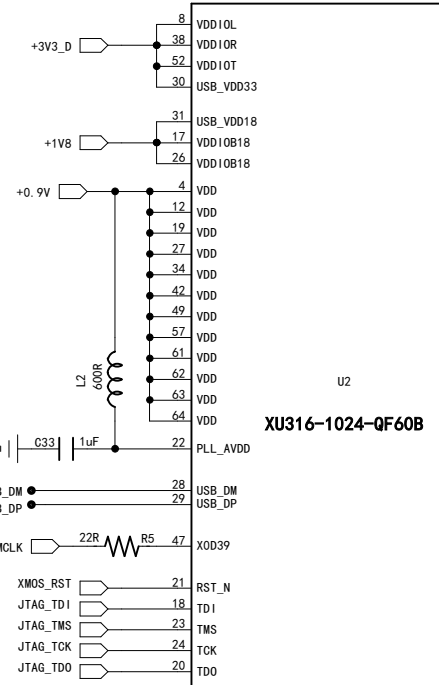 8 VDDIOL
+3V3_D 38 VDDIOR
52 VDDIOT
30 USB_VDD33
31 USB_VDD18
+1V8 17 VDDIOB18
26 VDDIOB18
+0.9V 4 VDD
12 VDD
19 VDD
27 VDD
34 VDD
42 VDD
49 VDD
57 VDD
61 VDD
62 VDD
63 VDD
64 VDD
L2
600R
U2
XU316-1024-QF60B
C33 1uF 22 PLL_AVDD
_DM 28 USB_DM
_DP 29 USB_DP
MCLK 22R R5 47 XOD39
XMOS_RST 21 RST_N
JTAG_TDI 18 TDI
JTAG_TMS 23 TMS
JTAG_TCK 24 TCK
JTAG_TDO 20 TDO